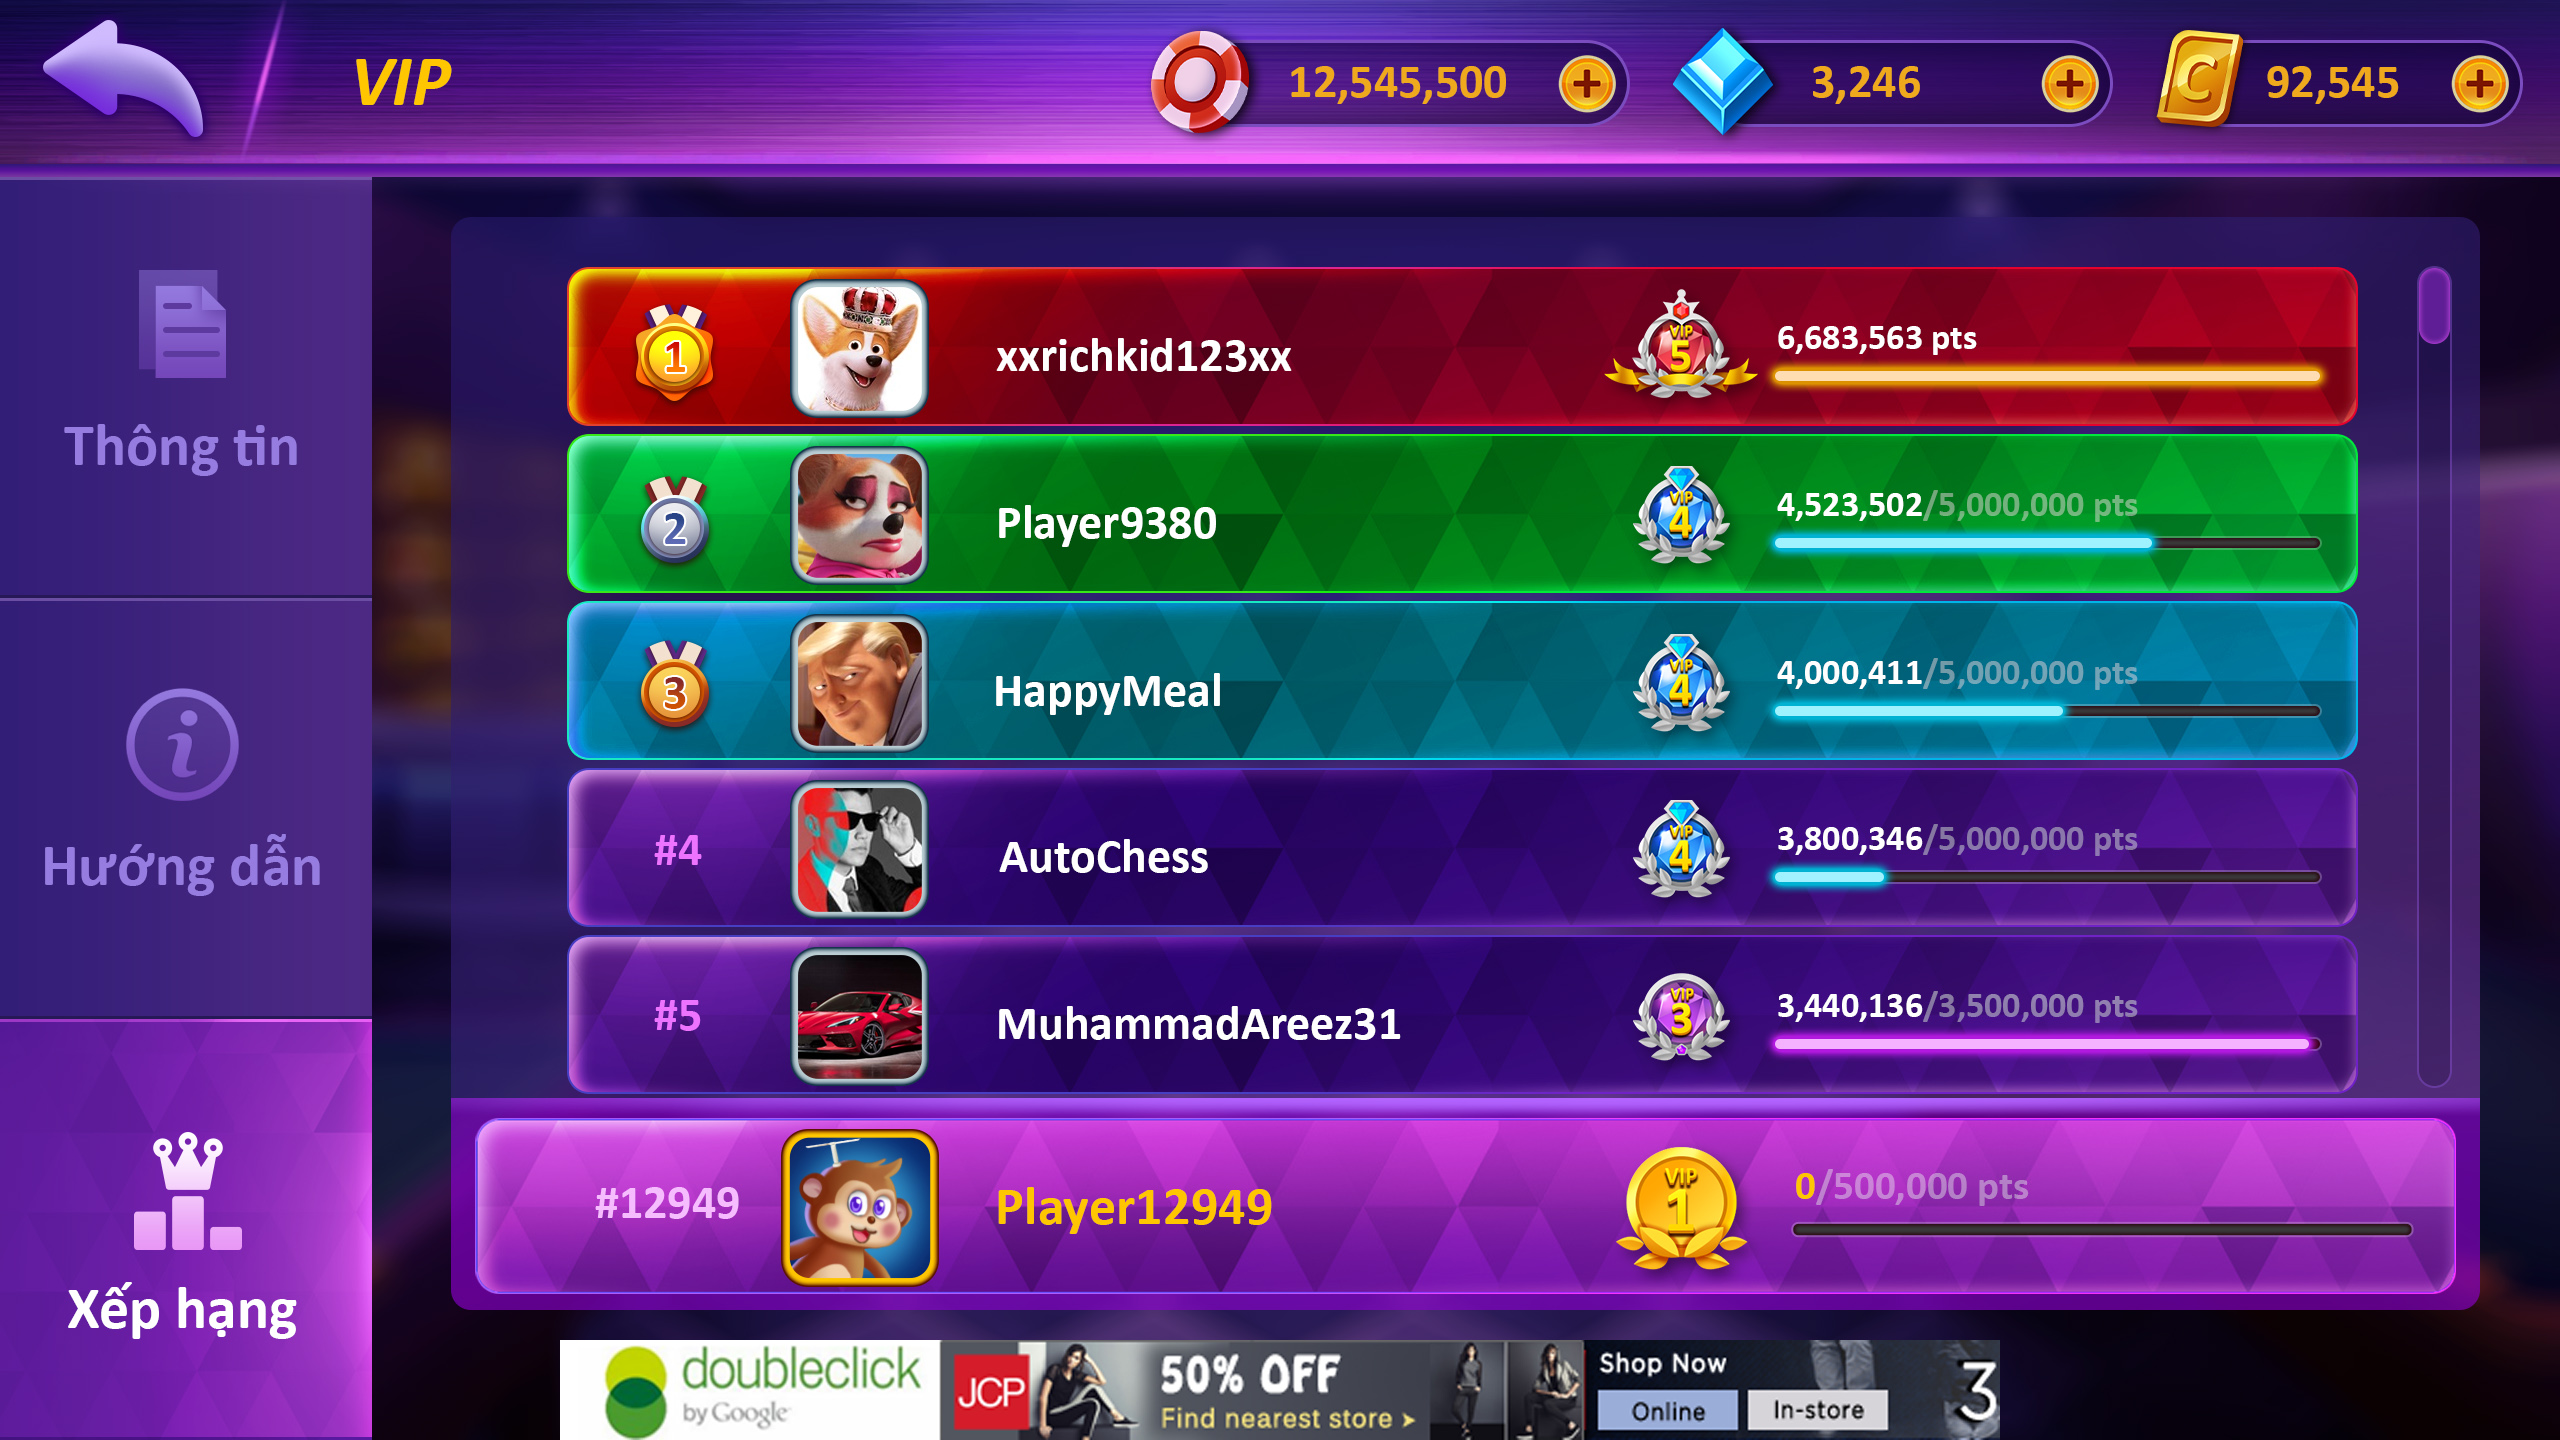 VIP
12,545,500
3,246
C
92,545
Thông tin
Hướng dẫn
Xếp hạng
1
xxrichkid123xx
VIP
5
6,683,563 pts
2
Player9380
VIP
4
4,523,502/5,000,000 pts
3
HappyMeal
VIP
4
4,000,411/5,000,000 pts
#4
AutoChess
VIP
4
3,800,346/5,000,000 pts
#5
MuhammadAreez31
VIP
3
3,440,136/3,500,000 pts
#12949
Player12949
VIP
1
0/500,000 pts
doubleclick
by Google
JCP
50% OFF
Find nearest store >
Shop Now
Online
In-store
3